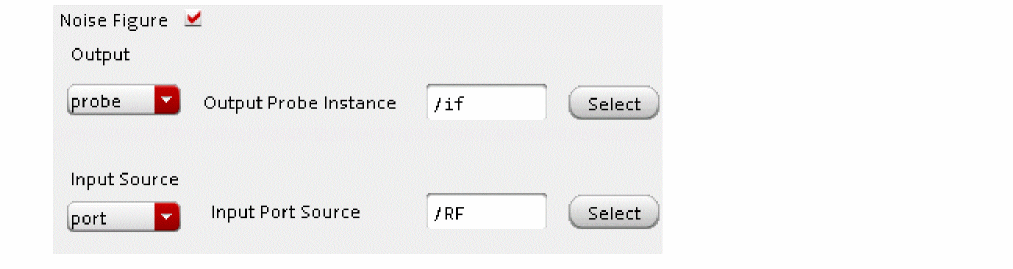 Noise Figure
Output
probe Output Probe Instance /if Select
Input Source
port Input Port Source /RF Select